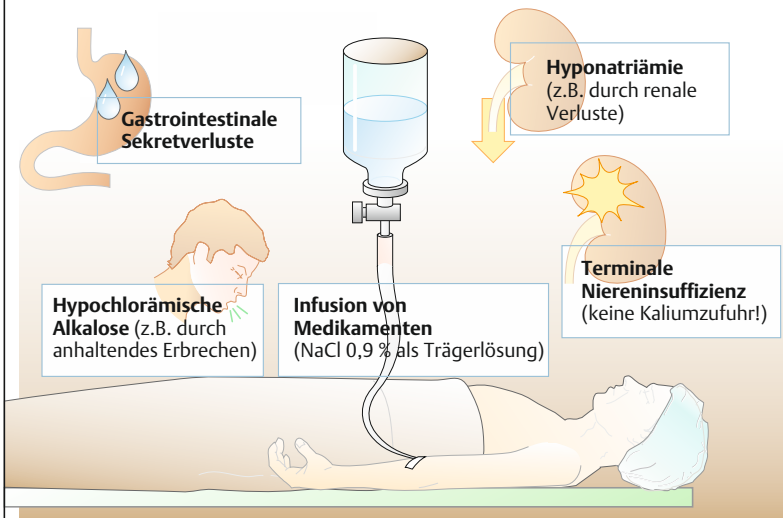 Gastrointestinale
Sekretverluste
Hyponatriämie
(z.B. durch renale
Verluste)
Hypochlorämische
Alkalose (z.B. durch
anhaltendes Erbrechen)
Infusion von
Medikamenten
(NaCl 0,9 % als Trägerlösung)
Terminale
Niereninsuffizienz
(keine Kaliumzufuhr!)